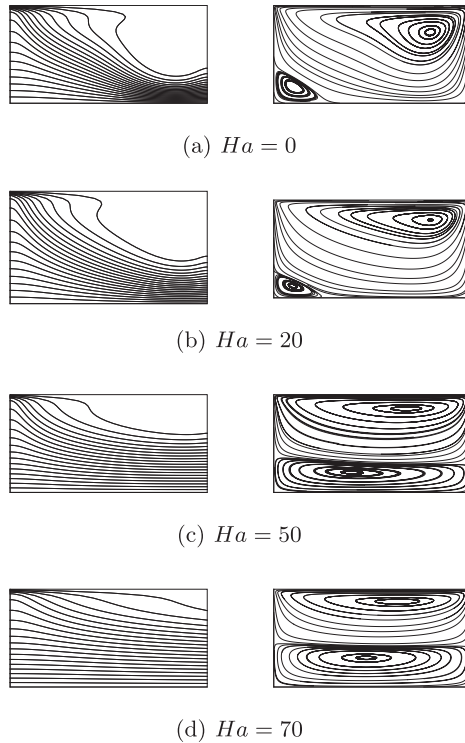 (a) Ha = 0
(b) Ha = 20
(c) Ha = 50
(d) Ha = 70